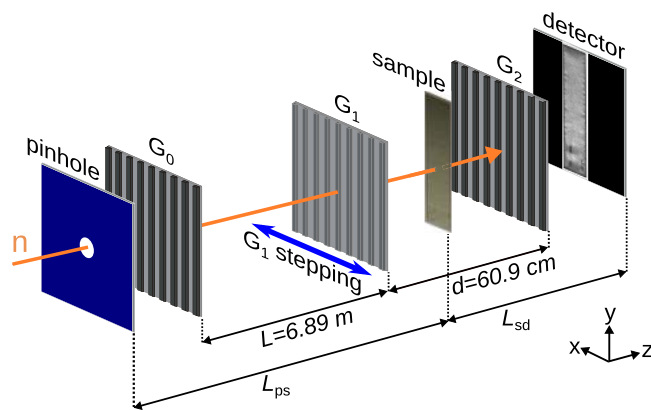 detector
G2
sample
G1
G0
pinhole
n
G1 stepping
d=60.9 cm
L=6.89 m
Lsd
Lps
y
x
z